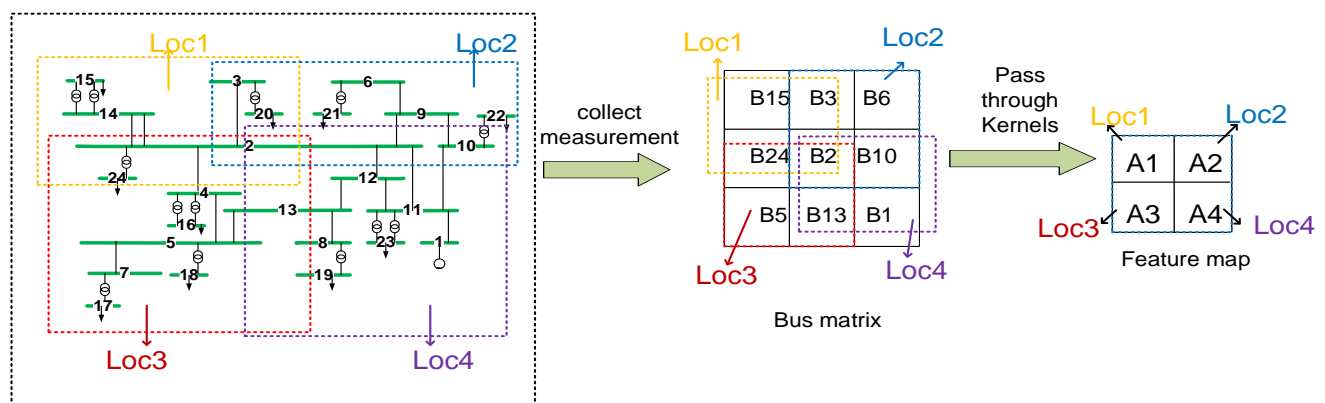 Loc1
Loc2
15
3
6
14
20
21
9
22
2
10
24
4
12
16
13
11
5
8
23
1
7
18
19
17
Loc3
Loc4
collect
measurement
Loc1
Loc2
B15 B3 B6
B24 B2 B10
B5 B13 B1
Loc3
Loc4
Bus matrix
Pass
through
Kernels
Loc1
Loc2
A1 A2
A3 A4
Loc3
Loc4
Feature map